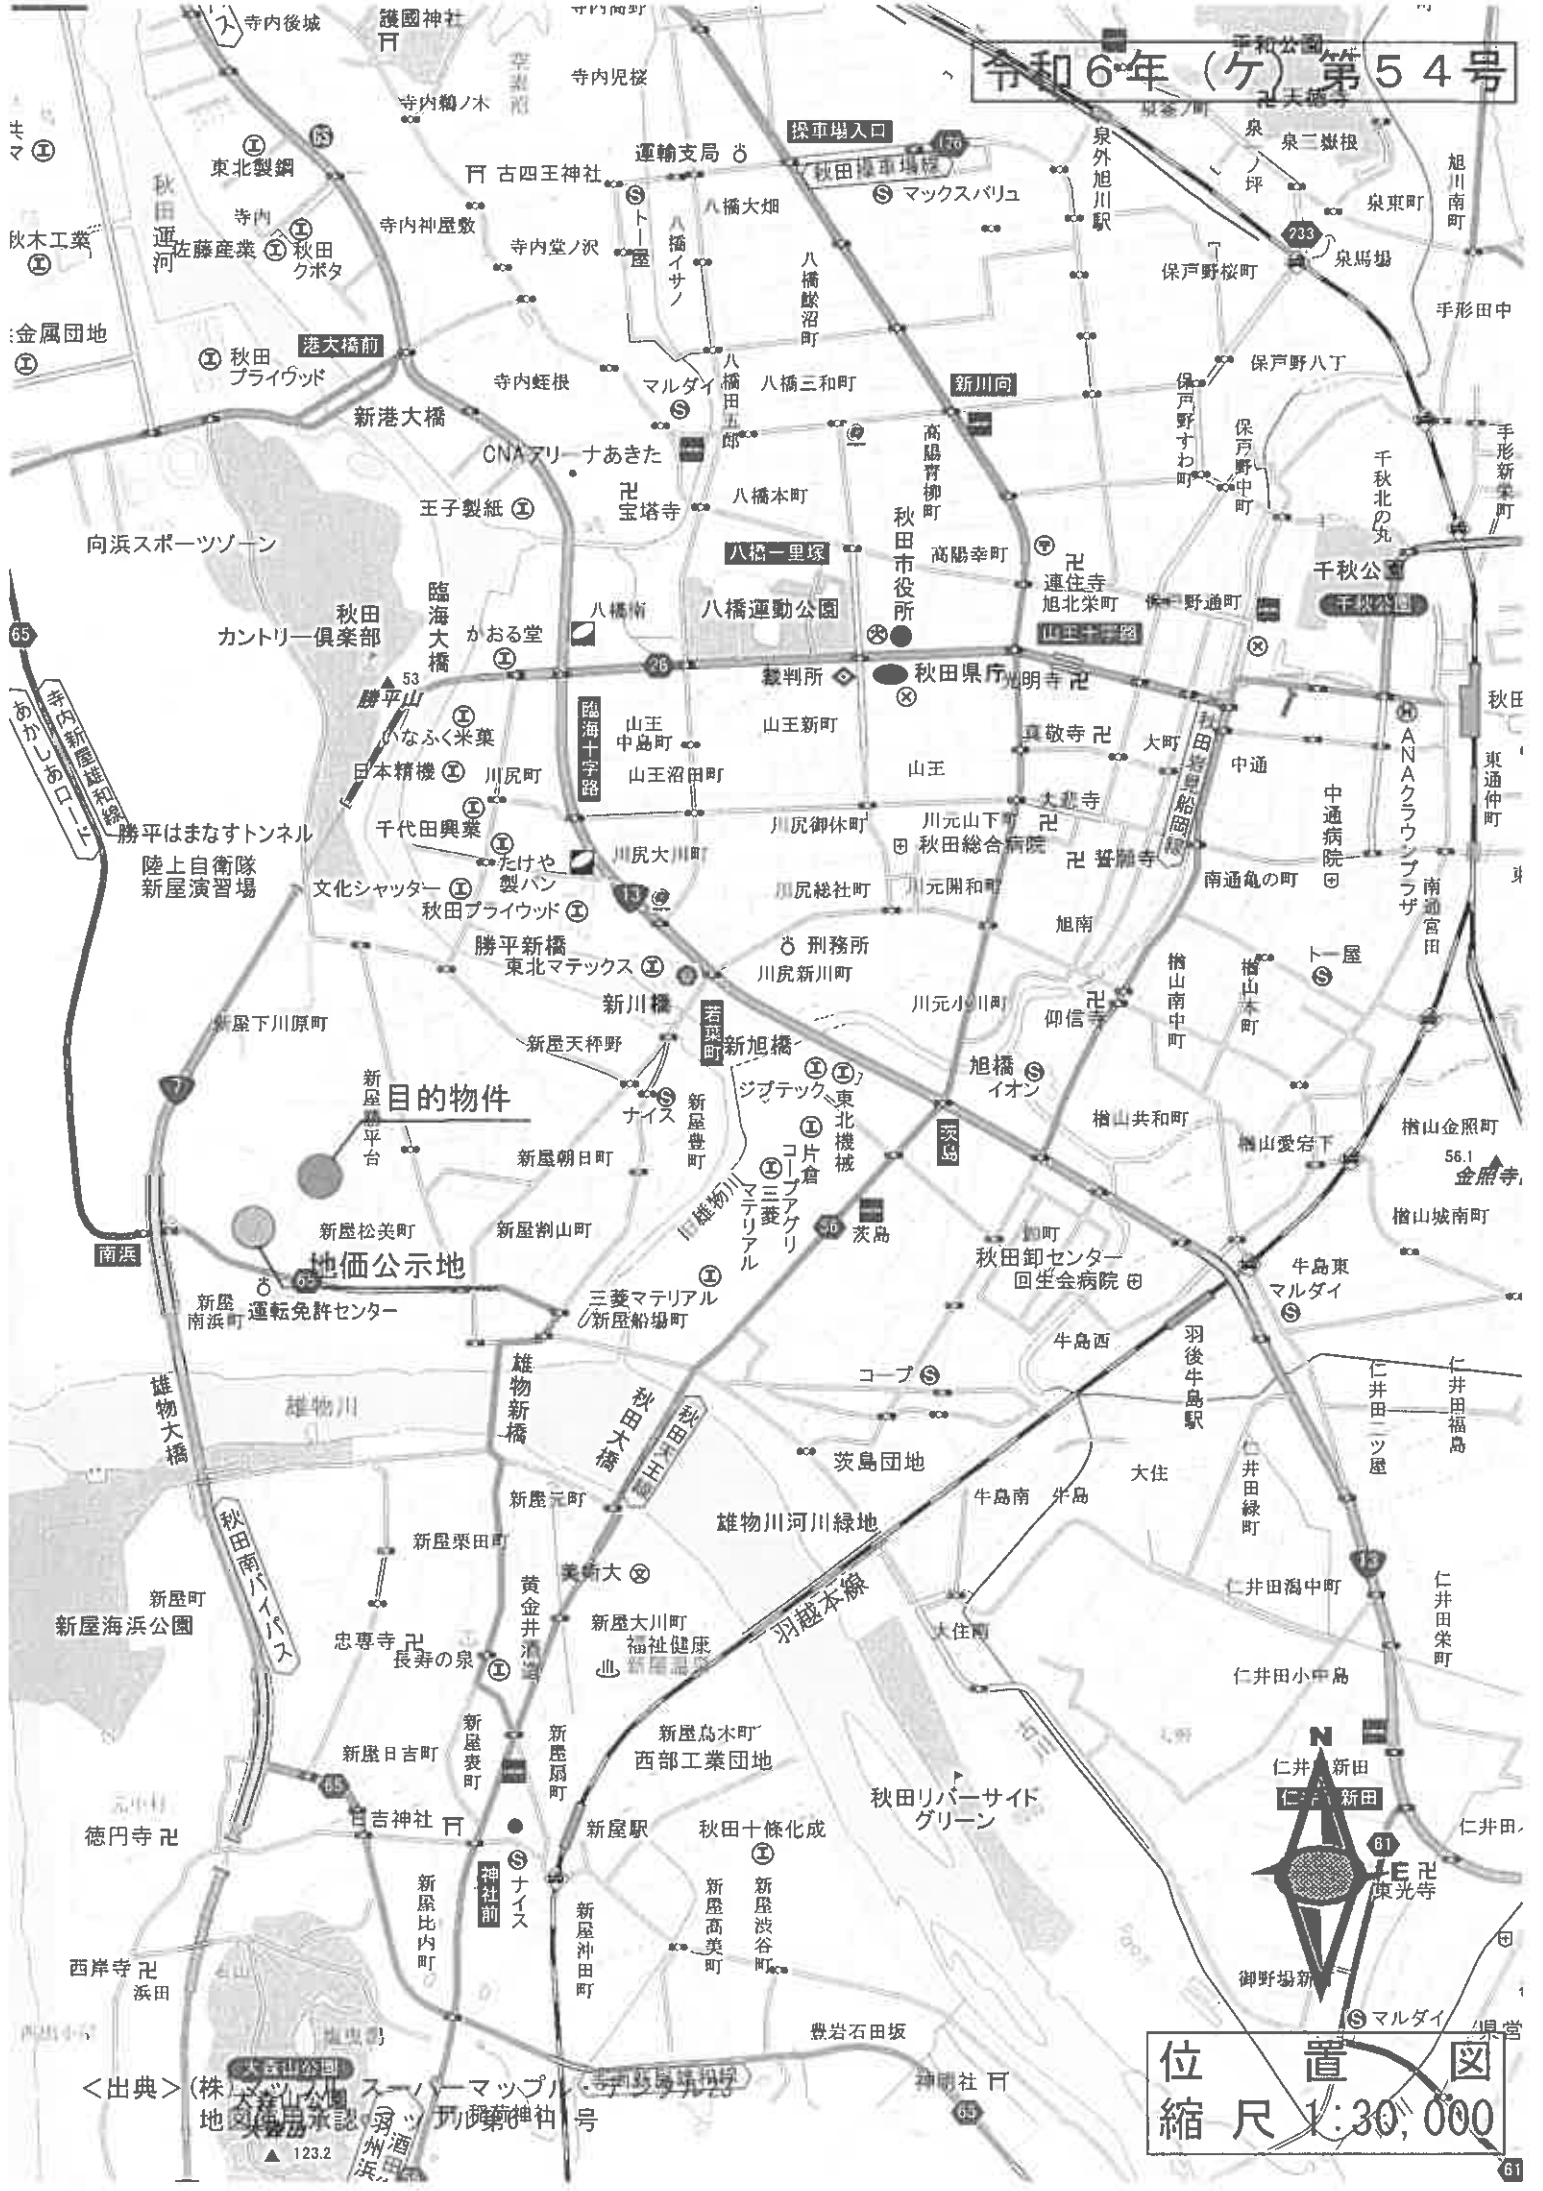 令和6年（ケ）第54号
寺内後城
護國神社
寺内児桜
平和公園
天徳寺
寺内鵜ノ木
操車場入口
運輸支局
秋田操車場線
マックスバリュ
泉外旭川駅
泉ノ坪
泉三嶽根
旭川南町
泉東町
65
東北製鋼
古四王神社
トー屋
八橋大畑
秋田運河
寺内
佐藤産業
秋田
クボタ
秋木工業
寺内神屋敷
寺内堂ノ沢
八橋イサノ
八橋鯲沼町
保戸野桜町
233
泉馬場
手形田中
金属団地
港大橋前
秋田
プライウッド
新港大橋
寺内蛭根
マルダイ
八橋田五郎
八橋三和町
新川向
保戸野八丁
保戸野すわ町
保戸野中町
高陽青柳町
千秋北の丸
手形新栄町
CNAアリーナあきた
王子製紙
宝塔寺
八橋本町
向浜スポーツゾーン
八橋一里塚
秋田市役所
高陽幸町
連住寺
旭北栄町
保戸野通町
千秋公園
千秋公園
臨海大橋
秋田
カントリー倶楽部
八橋南
八橋運動公園
かおる堂
山王十字路
65
寺内新屋雄和線
あかしあロード
53
勝平山
26
裁判所
秋田県庁
光明寺
秋田
いなふく米菓
臨海十字路
山王
中島町
山王新町
真敬寺
大町
秋田岩見船岡線
中通
ANAクラウンプラザ
東通仲町
日本精機
川尻町
山王沼田町
山王
千代田興業
川尻御休町
川元山下町
大悲寺
中通病院
勝平はまなすトンネル
陸上自衛隊
新屋演習場
たけや
製パン
川尻大川町
秋田総合病院
誓願寺
文化シャッター
秋田プライウッド
13
川尻総社町
川元開和町
南通亀の町
南通宮田
旭南
勝平新橋
東北マテックス
刑務所
川尻新川町
トー屋
新川橋
若葉町
川元小川町
仰信寺
楢山南中町
楢山本町
新屋下川原町
新屋天秤野
新旭橋
旭橋
イオン
7
新屋勝平台
目的物件
ナイス
新屋豊町
ジプテック
東北機械
茨島
楢山共和町
楢山愛宕下
楢山金照町
56.1
金照寺
新屋朝日町
片倉
コープアグリ
三菱
マテリアル
旧雄物川
56
茨島
卸町
秋田卸センター
回生会病院
楢山城南町
南浜
新屋松美町
新屋割山町
地価公示地
65
牛島東
マルダイ
新屋
南浜町
運転免許センター
三菱マテリアル
新屋船場町
牛島西
羽後牛島駅
雄物大橋
雄物川
雄物新橋
秋田大橋
秋田天王線
コープ
仁井田二ツ屋
仁井田福島
茨島団地
大住
仁井田緑町
新屋元町
牛島南
牛島
雄物川河川緑地
秋田南バイパス
新屋栗田町
美術大
羽越本線
13
新屋町
新屋海浜公園
黄金井酒造
新屋大川町
福祉健康
仁井田潟中町
仁井田栄町
忠専寺
長寿の泉
大住南
仁井田小中島
古川
新屋日吉町
新屋表町
新屋扇町
新屋鳥木町
西部工業団地
N
秋田リバーサイド
グリーン
65
日吉神社
徳円寺
新屋駅
秋田十條化成
61
E
東光寺
神社前
ナイス
新屋比内町
新屋沖田町
新屋高美町
新屋渋谷町
西岸寺
浜田
御野場新町
マルダイ
豊岩石田坂
神明社
65
大森山公園
大森山公園
稲荷神社
123.2
位置図
縮尺 1:30,000
61